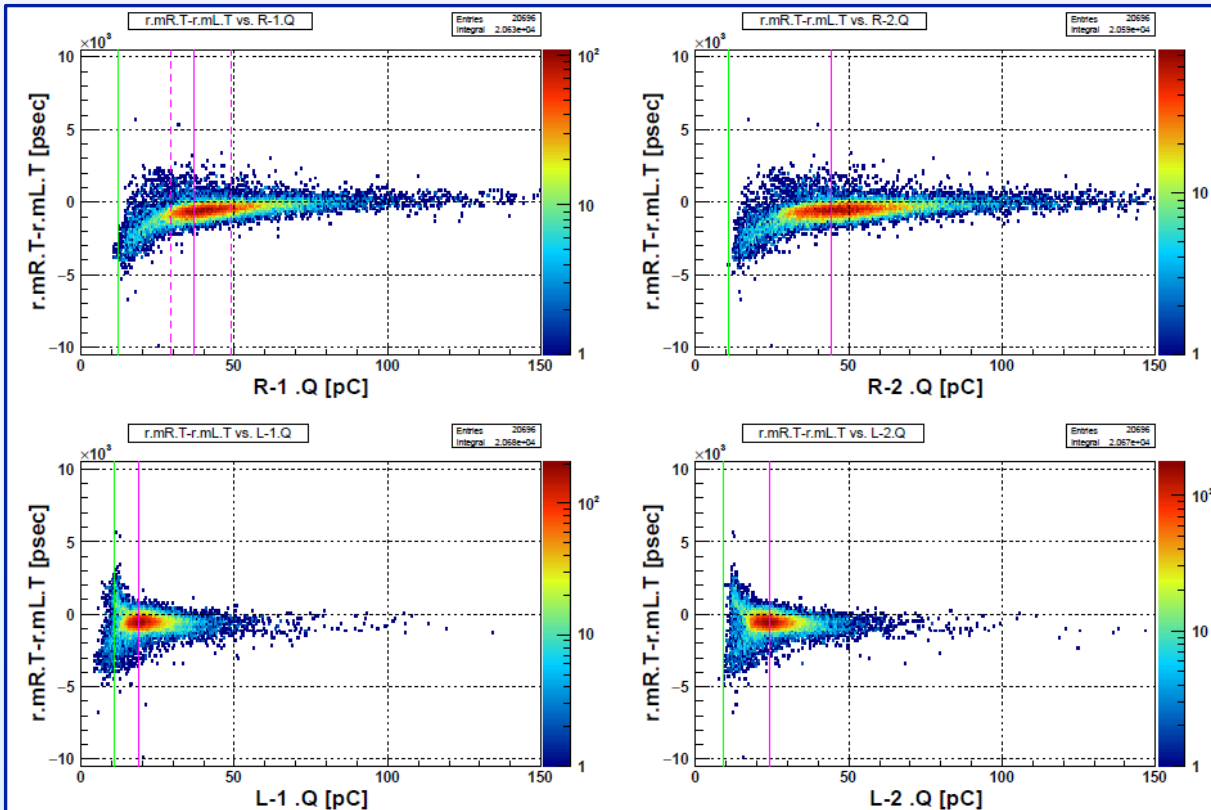 r.mR.T-r.mL.T vs. R-1.Q
Entries 20696
Integral 2.063e+04
×10³
r.mR.T-r.mL.T [psec]
10
5
0
−5
−10
0 50 100 150
R-1 .Q [pC]
10²
10
1
r.mR.T-r.mL.T vs. R-2.Q
Entries 20696
Integral 2.059e+04
×10³
r.mR.T-r.mL.T [psec]
10
5
0
−5
−10
0 50 100 150
R-2 .Q [pC]
10
1
r.mR.T-r.mL.T vs. L-1.Q
Entries 20696
Integral 2.068e+04
×10³
r.mR.T-r.mL.T [psec]
10
5
0
−5
−10
0 50 100 150
L-1 .Q [pC]
10²
10
1
r.mR.T-r.mL.T vs. L-2.Q
Entries 20696
Integral 2.067e+04
×10³
r.mR.T-r.mL.T [psec]
10
5
0
−5
−10
0 50 100 150
L-2 .Q [pC]
10²
10
1